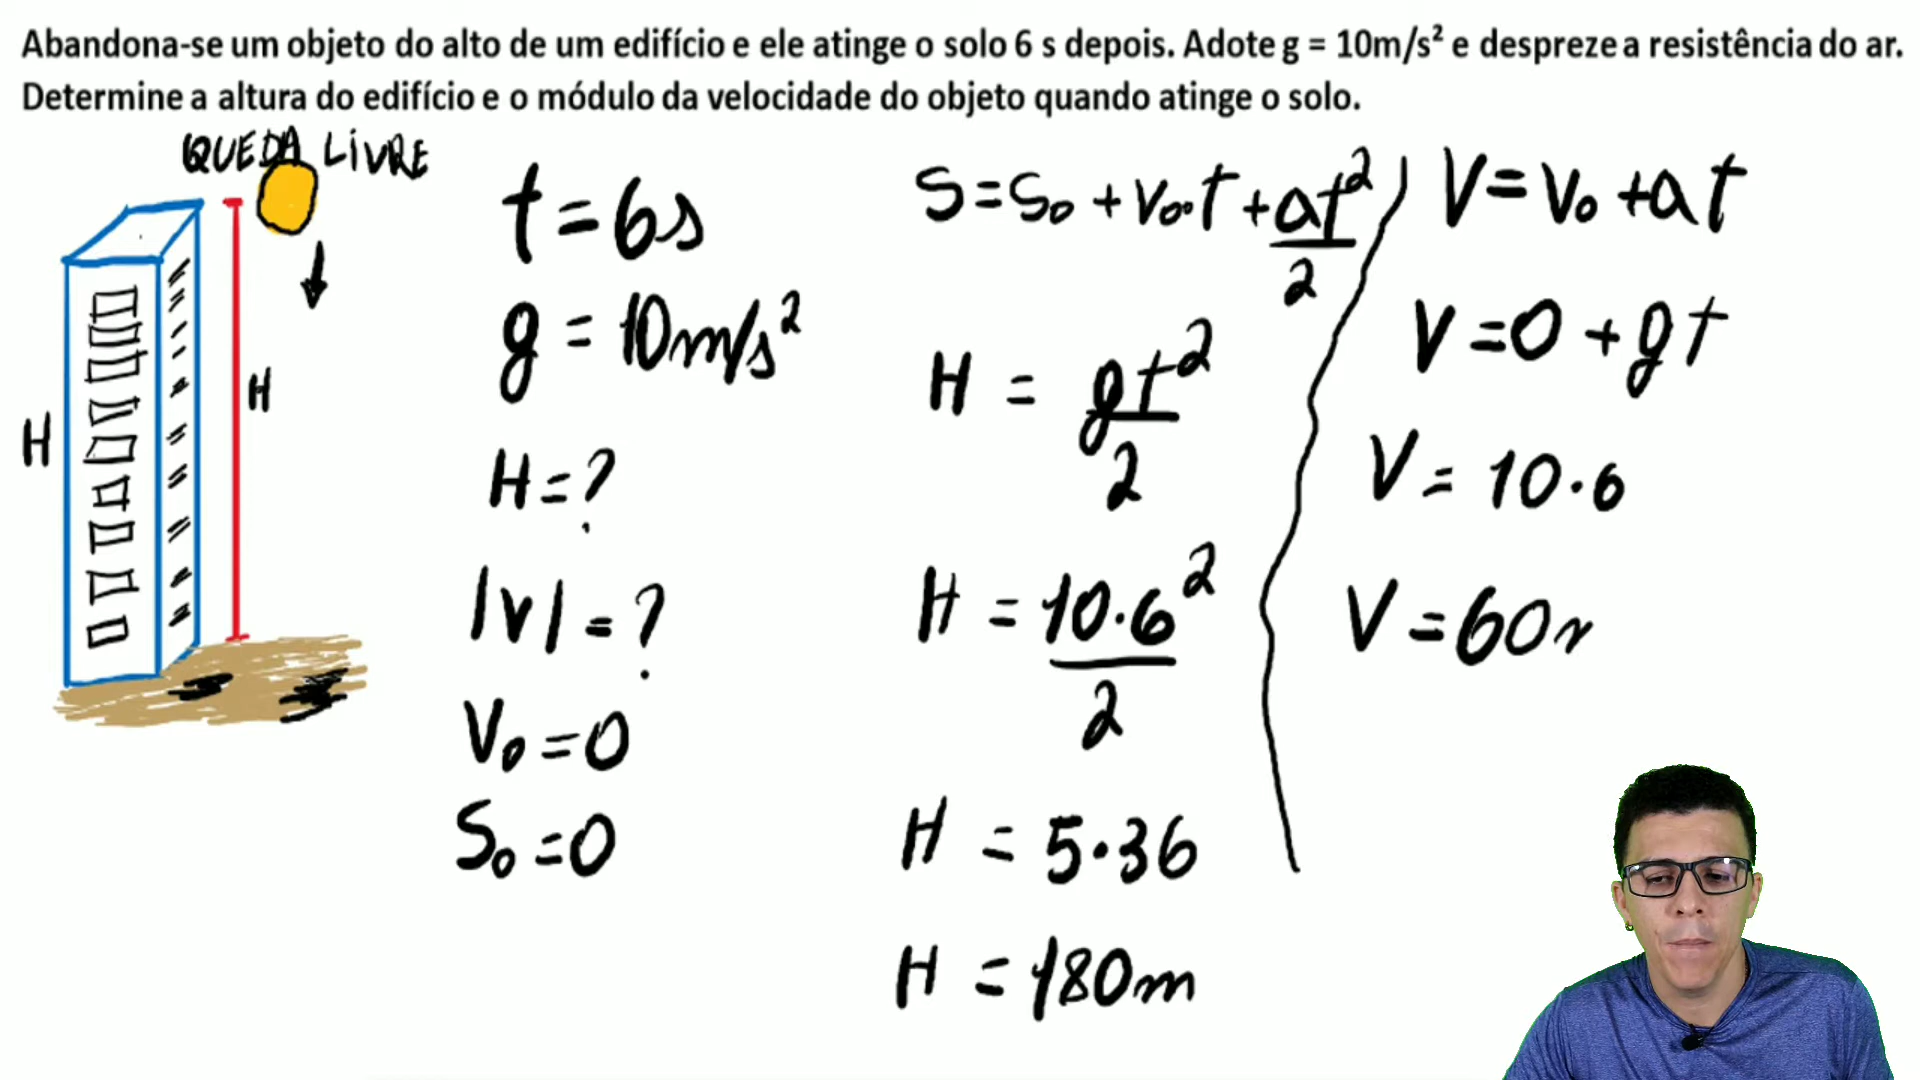 Abandona-se um objeto do alto de um edifício e ele atinge o solo 6 s depois. Adote g = 10m/s² e despreze a resistência do ar.
Determine a altura do edifício e o módulo da velocidade do objeto quando atinge o solo.
QUEDA LIVRE
H
H
t = 6s
g = 10m/s²
H = ?
|v| = ?
V₀ = 0
S₀ = 0
S = S₀ + V₀·t + at²/2
H = gt²/2
H = 10·6²/2
H = 5·36
H = 180m
V = V₀ + at
V = 0 + gt
V = 10·6
V = 60